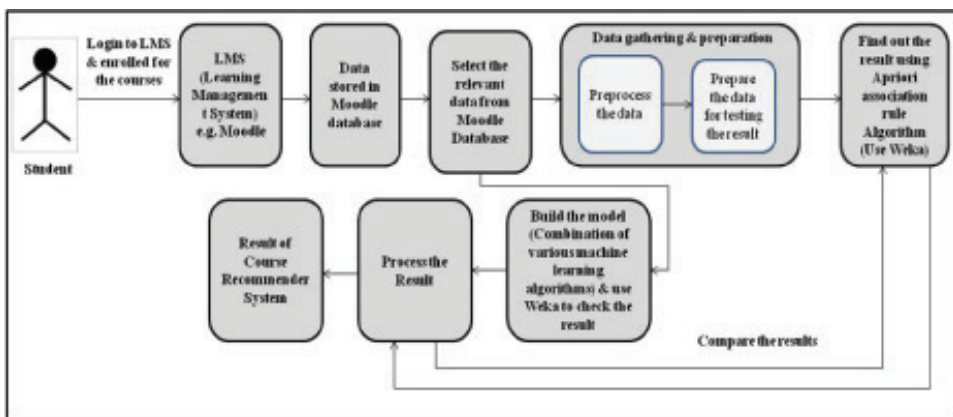 Login to LMS
& enrolled for
the courses
Student
LMS
(Learning
Managemen
t System)
e.g. Moodle
Data
stored in
Moodle
database
Select the
relevant
data from
Moodle
Database
Data gathering & preparation
Preprocess
the data
Prepare
the data
for testing
the result
Find out the
result using
Apriori
association
rule
Algorithm
(Use Weka)
Result of
Course
Recommender
System
Process the
Result
Build the model
(Combination of
various machine
learning
algorithms) & use
Weka to check the
result
Compare the results